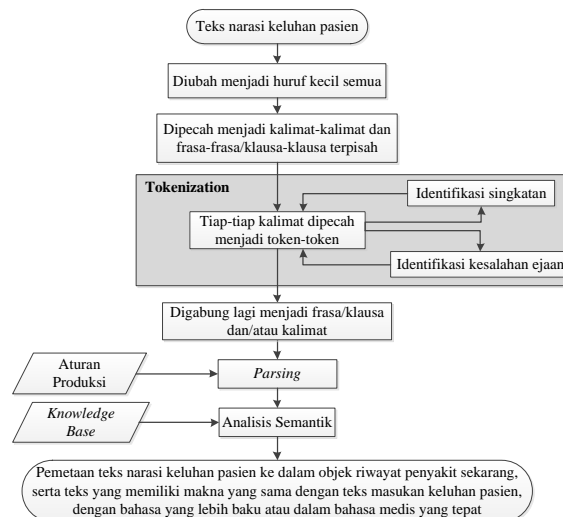 Teks narasi keluhan pasien
Diubah menjadi huruf kecil semua
Dipecah menjadi kalimat-kalimat dan
frasa-frasa/klausa-klausa terpisah
Tokenization
Identifikasi singkatan
Tiap-tiap kalimat dipecah
menjadi token-token
Identifikasi kesalahan ejaan
Digabung lagi menjadi frasa/klausa
dan/atau kalimat
Aturan
Produksi
Parsing
Knowledge
Base
Analisis Semantik
Pemetaan teks narasi keluhan pasien ke dalam objek riwayat penyakit sekarang,
serta teks yang memiliki makna yang sama dengan teks masukan keluhan pasien,
dengan bahasa yang lebih baku atau dalam bahasa medis yang tepat